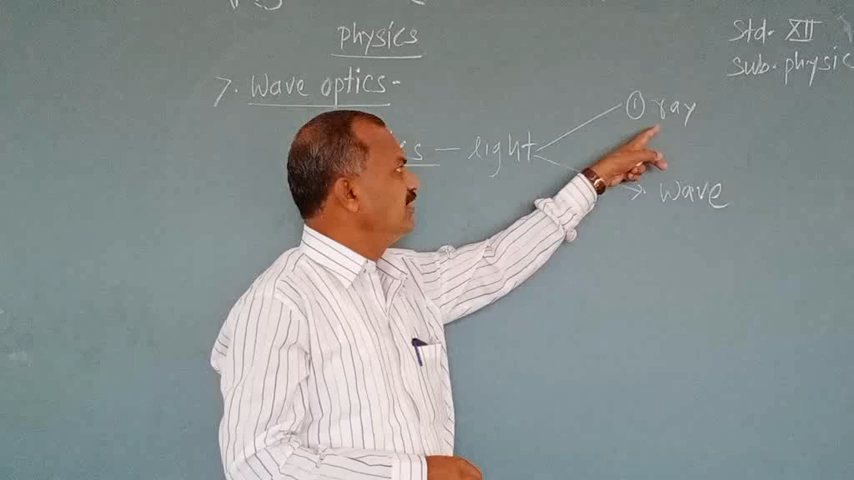 Physics
Std. XII
Sub. physic
7. Wave optics-
① ray
light
wave